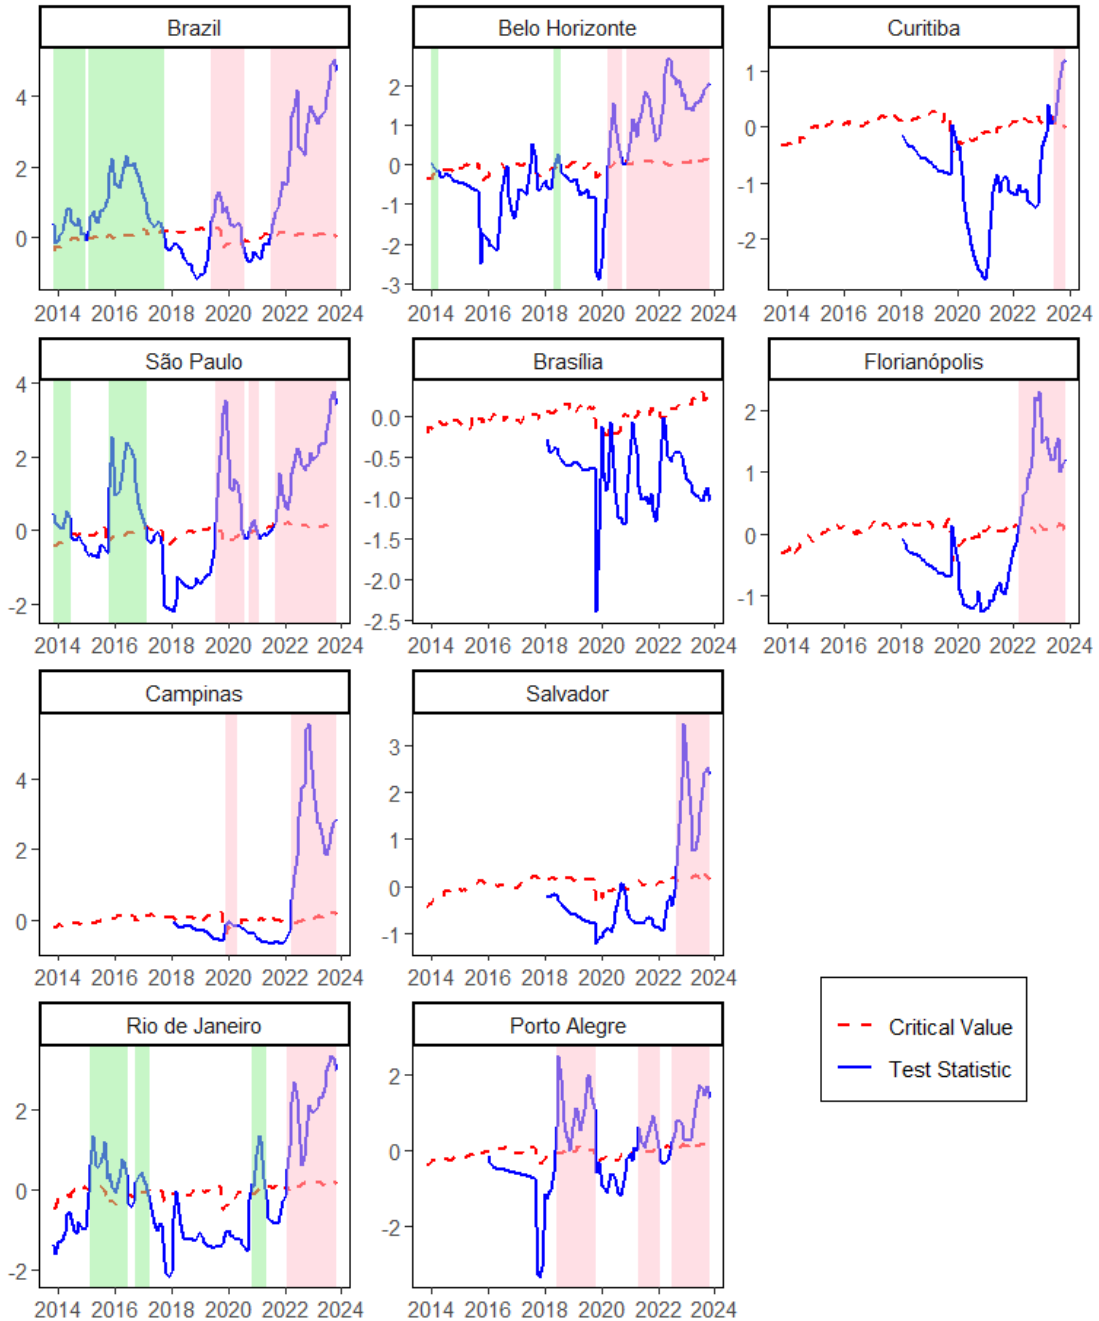 Brazil
Belo Horizonte
Curitiba
4
2
0
2
1
0
-1
-2
-3
1
0
-1
-2
2014 2016 2018 2020 2022 2024
2014 2016 2018 2020 2022 2024
2014 2016 2018 2020 2022 2024
São Paulo
Brasília
Florianópolis
4
2
0
-2
0.0
-0.5
-1.0
-1.5
-2.0
-2.5
2
1
0
-1
2014 2016 2018 2020 2022 2024
2014 2016 2018 2020 2022 2024
2014 2016 2018 2020 2022 2024
Campinas
Salvador
4
2
0
3
2
1
0
-1
2014 2016 2018 2020 2022 2024
2014 2016 2018 2020 2022 2024
Rio de Janeiro
Porto Alegre
2
0
-2
2
0
-2
2014 2016 2018 2020 2022 2024
2014 2016 2018 2020 2022 2024
Critical Value
Test Statistic